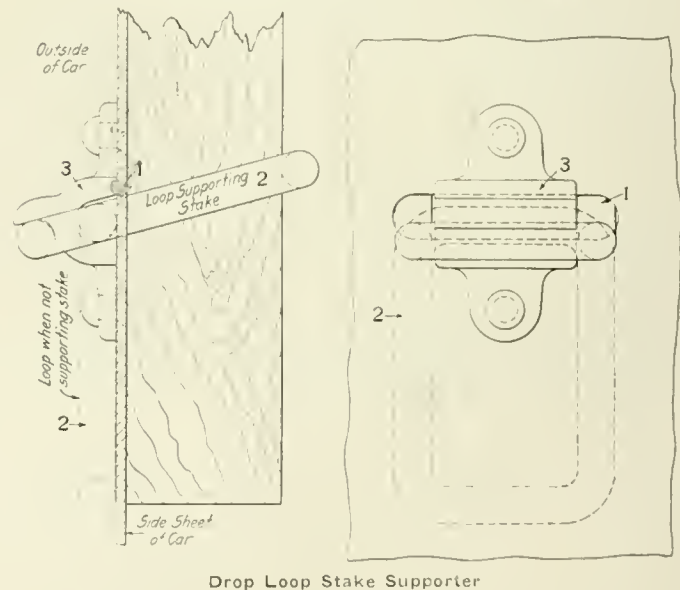 Outside
of Car
3
1
Loop Supporting
Stake
2
Loop when not
supporting stake
2
Side Sheet
of Car
3
1
2
Drop Loop Stake Supporter